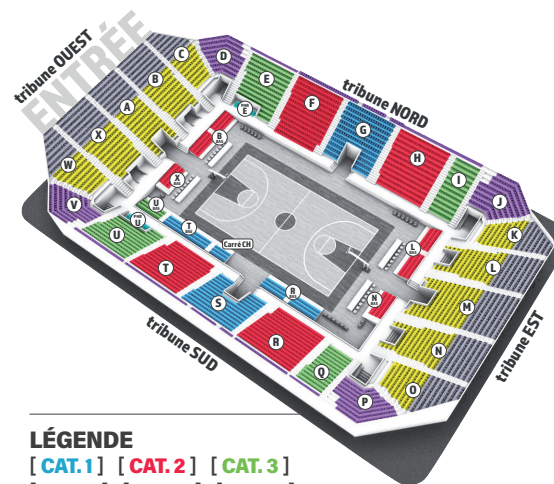 tribune OUEST
ENTRÉE
tribune NORD
C
D
B
E
A
F
PMR E
X
G
B BAS
W
H
X BAS
I
V
U BAS
J
PMR U
U
T BAS
Carré CH
K
L BAS
T
L
R BAS
N BAS
S
M
R
N
Q
P
O
tribune SUD
tribune EST
LÉGENDE
[ CAT. 1 ] [ CAT. 2 ] [ CAT. 3 ]